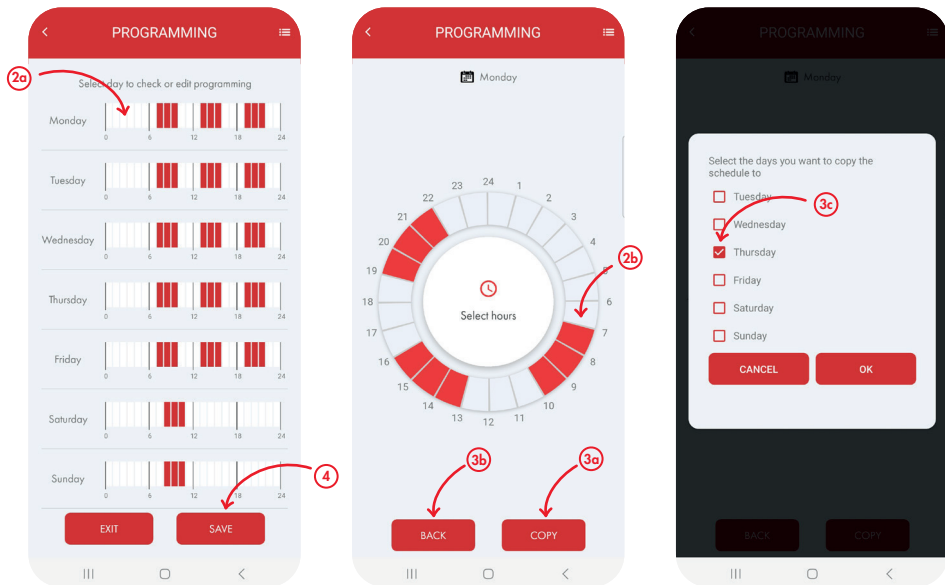 PROGRAMMING
2a
Select day to check or edit programming
Monday
0 6 12 18 24
Tuesday
0 6 12 18 24
Wednesday
0 6 12 18 24
Thursday
0 6 12 18 24
Friday
0 6 12 18 24
Saturday
0 6 12 18 24
Sunday
0 6 12 18 24
4
EXIT SAVE
PROGRAMMING
Monday
24
1
2
3
4
5
6
7
8
9
10
11
12
13
14
15
16
17
18
19
20
21
22
23
Select hours
2b
3b
3a
BACK COPY
PROGRAMMING
Monday
Select the days you want to copy the
schedule to
Tuesday
3c
Wednesday
Thursday
Friday
Saturday
Sunday
CANCEL OK
BACK COPY